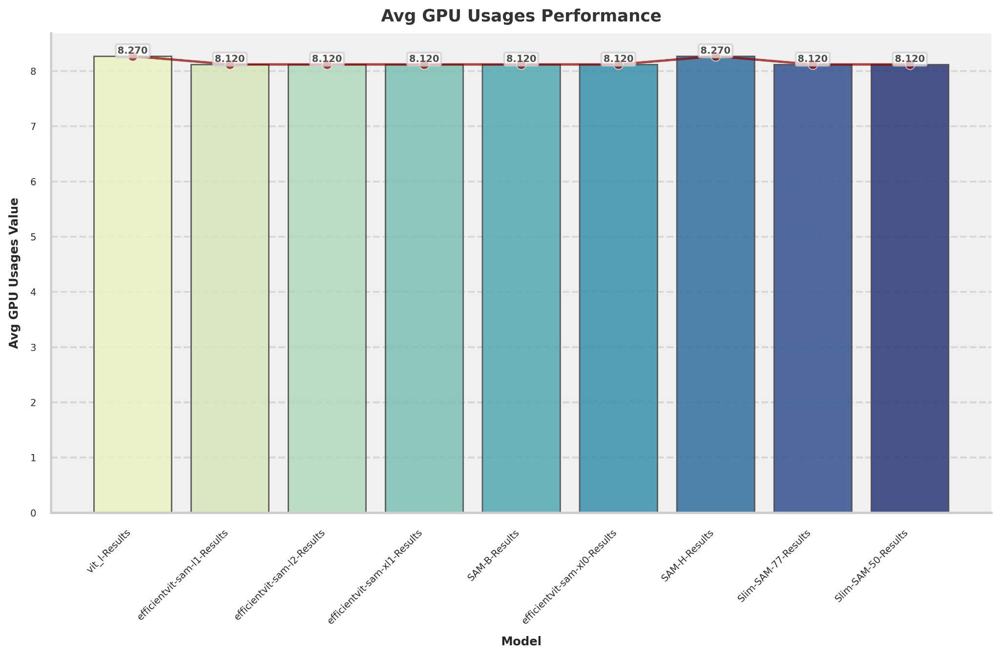 Avg GPU Usages Performance
Avg GPU Usages Value
8.270
8.120
8.120
8.120
8.120
8.120
8.270
8.120
8.120
8
7
6
5
4
3
2
1
0
vit_l-Results
efficientvit-sam-l1-Results
efficientvit-sam-l2-Results
efficientvit-sam-xl1-Results
SAM-B-Results
efficientvit-sam-xl0-Results
SAM-H-Results
Slim-SAM-77-Results
Slim-SAM-50-Results
Model